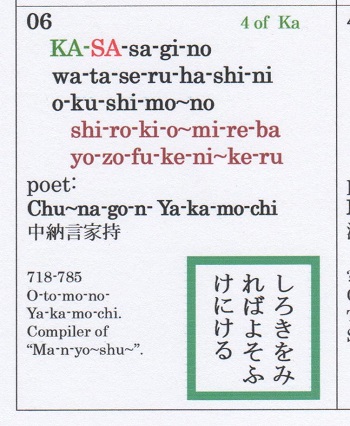 06
4 of Ka
KA-SA-sa-gi-no
wa-ta-se-ru-ha-shi-ni
o-ku-shi-mo~no
shi-ro-ki-o~mi-re-ba
yo-zo-fu-ke-ni~ke-ru
poet:
Chu~na-go-n- Ya-ka-mo-chi
中納言家持
718-785
O-to-mo-no-
Ya-ka-mo-chi.
Compiler of
“Ma-n-yo~shu~”.
しろきをみ
ればよそふ
けにける